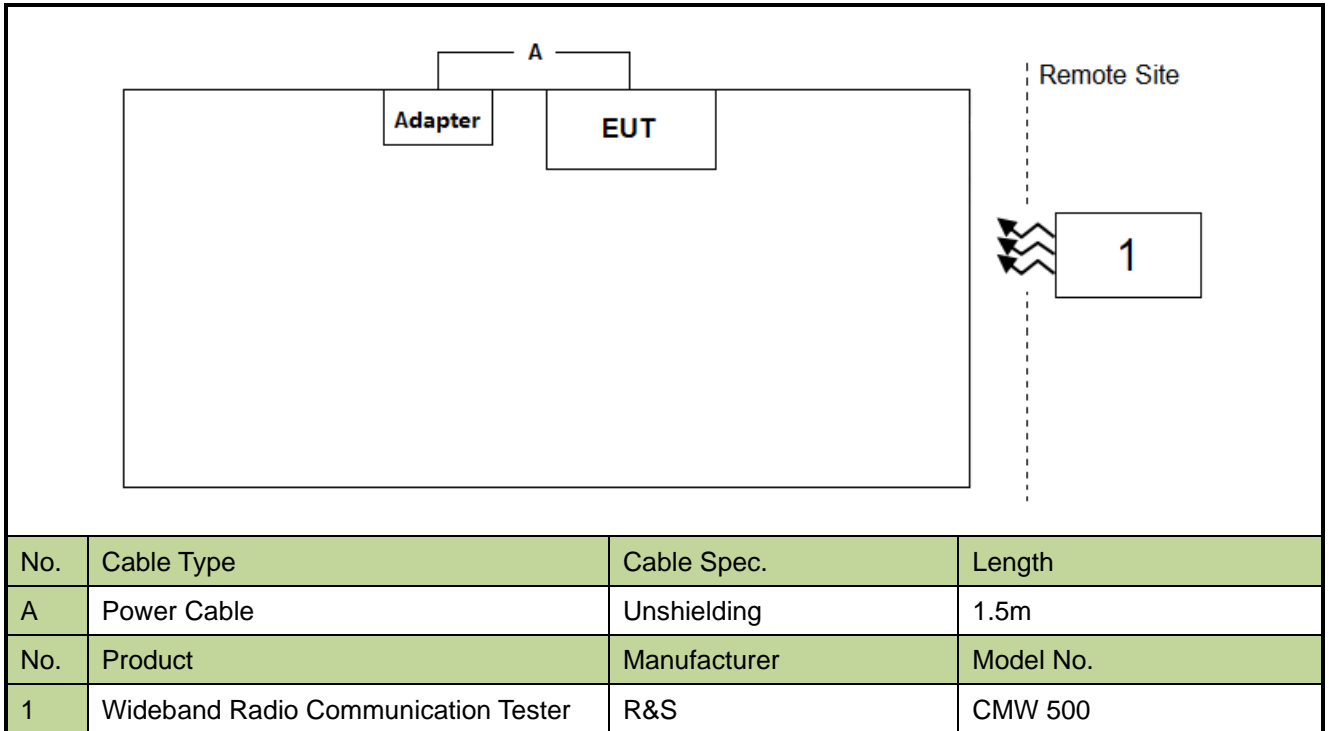 A
Adapter
EUT
Remote Site
1
No. Cable Type Cable Spec. Length
A Power Cable Unshielding 1.5m
No. Product Manufacturer Model No.
1 Wideband Radio Communication Tester R&S CMW 500